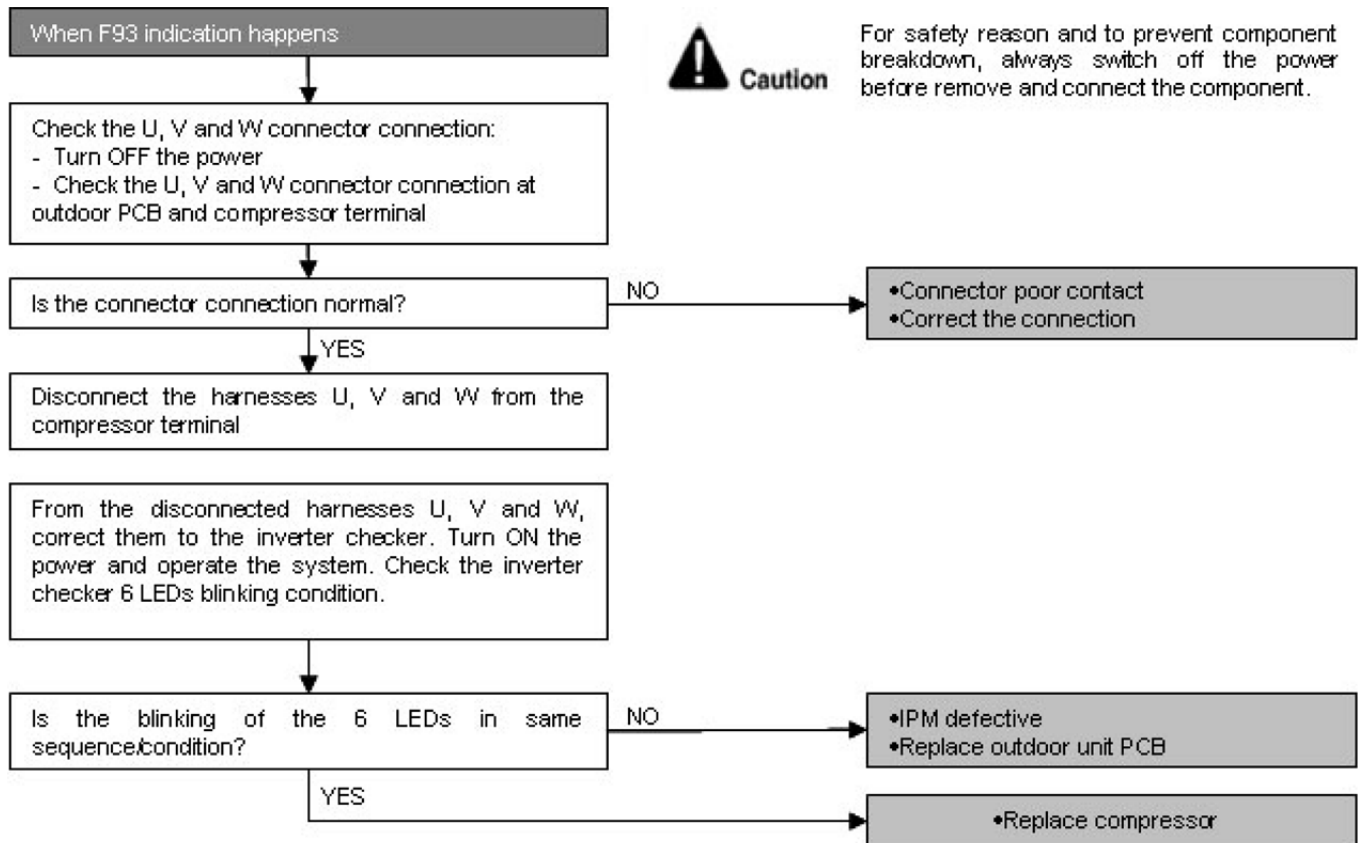 When F93 indication happens
Caution
For safety reason and to prevent component
breakdown, always switch off the power
before remove and connect the component.
Check the U, V and W connector connection:
- Turn OFF the power
- Check the U, V and W connector connection at
outdoor PCB and compressor terminal
Is the connector connection normal?
NO
•Connector poor contact
•Correct the connection
YES
Disconnect the harnesses U, V and W from the
compressor terminal
From the disconnected harnesses U, V and W,
correct them to the inverter checker. Turn ON the
power and operate the system. Check the inverter
checker 6 LEDs blinking condition.
Is the blinking of the 6 LEDs in same
sequence/condition?
NO
•IPM defective
•Replace outdoor unit PCB
YES
•Replace compressor